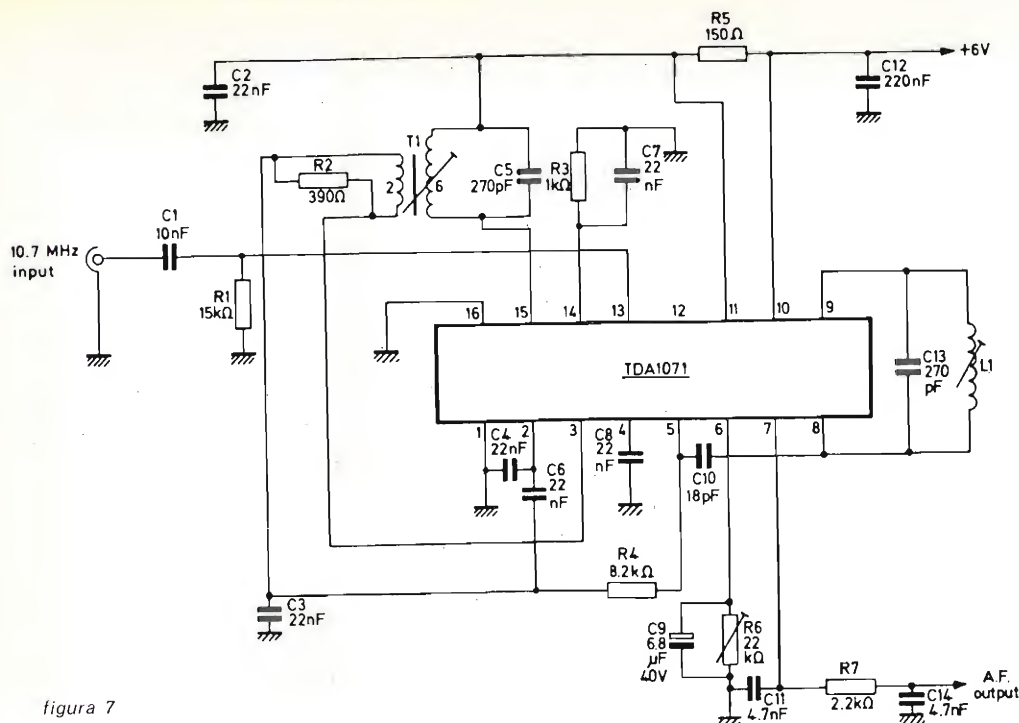 R5
150Ω
+6V
C2
22nF
C12
220nF
T1
R2
390Ω
2
6
C5
270pF
R3
1kΩ
C7
22
nF
C1
10nF
10.7 MHz
input
R1
15kΩ
16
15
14
13
12
11
10
9
TDA1071
C13
270
pF
L1
1
2
3
4
5
6
7
8
C4
22nF
C6
22
nF
C8
22
nF
C10
18pF
R4
8.2kΩ
C3
22nF
C9
6.8
µF
40V
R6
22
kΩ
C11
4.7nF
R7
2.2kΩ
C14
4.7nF
A.F.
output
figura 7